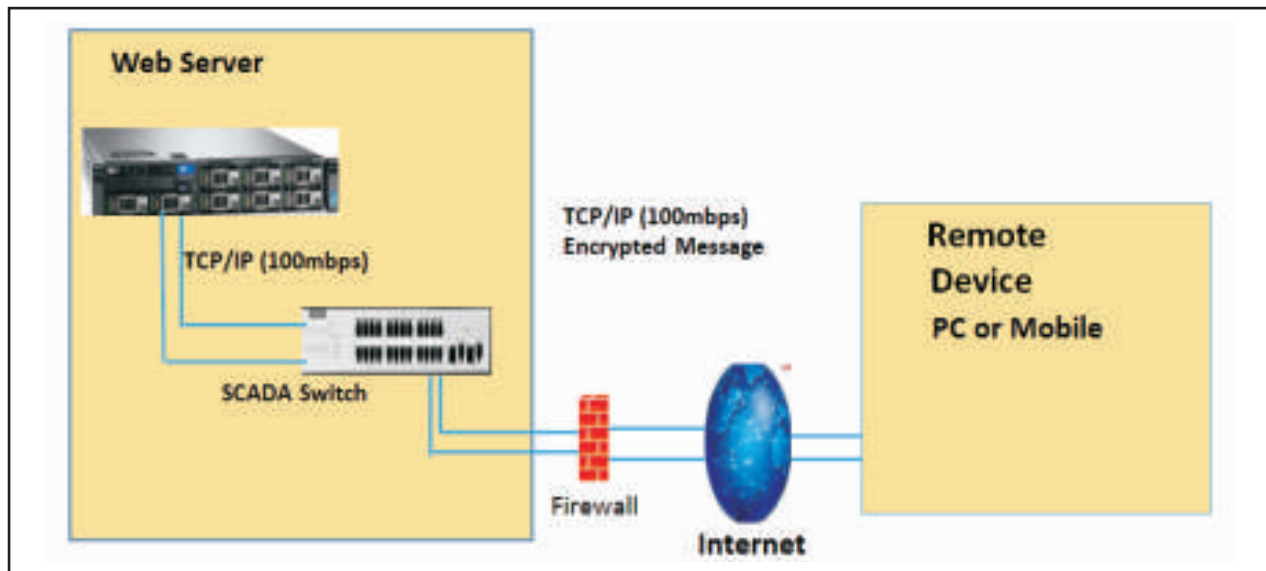 Web Server
TCP/IP (100mbps)
SCADA Switch
TCP/IP (100mbps)
Encrypted Message
Firewall
Internet
Remote
Device
PC or Mobile